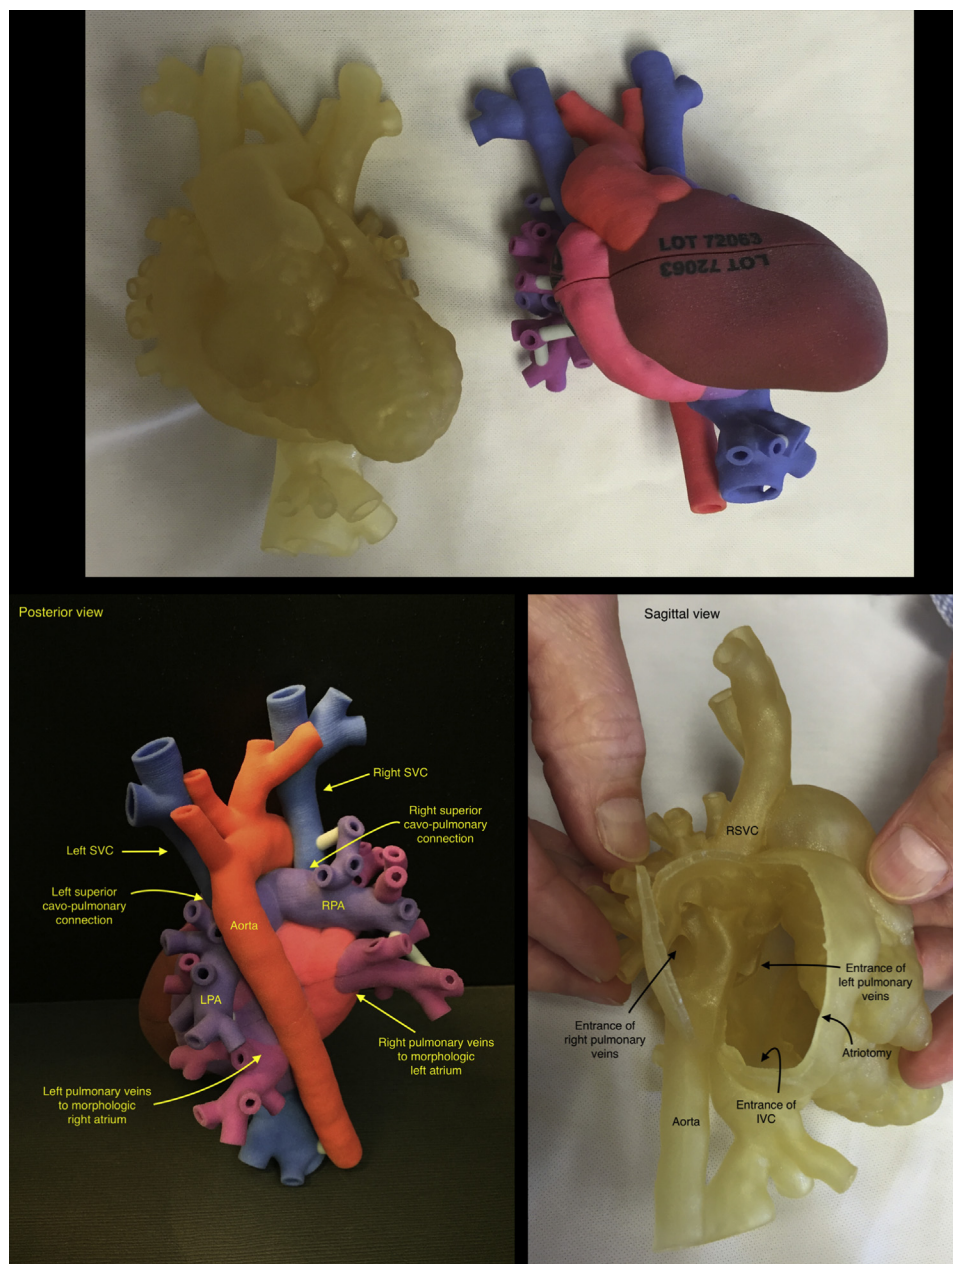 LOT 72063
LOT 72063
Posterior view
Right SVC
Right superior
cavo-pulmonary
connection
Left SVC
Left superior
cavo-pulmonary
connection
RPA
Aorta
LPA
Right pulmonary veins
to morphologic
left atrium
Left pulmonary veins
to morphologic
right atrium
Sagittal view
RSVC
Entrance of
left pulmonary
veins
Entrance of
right pulmonary
veins
Atriotomy
Entrance of
IVC
Aorta